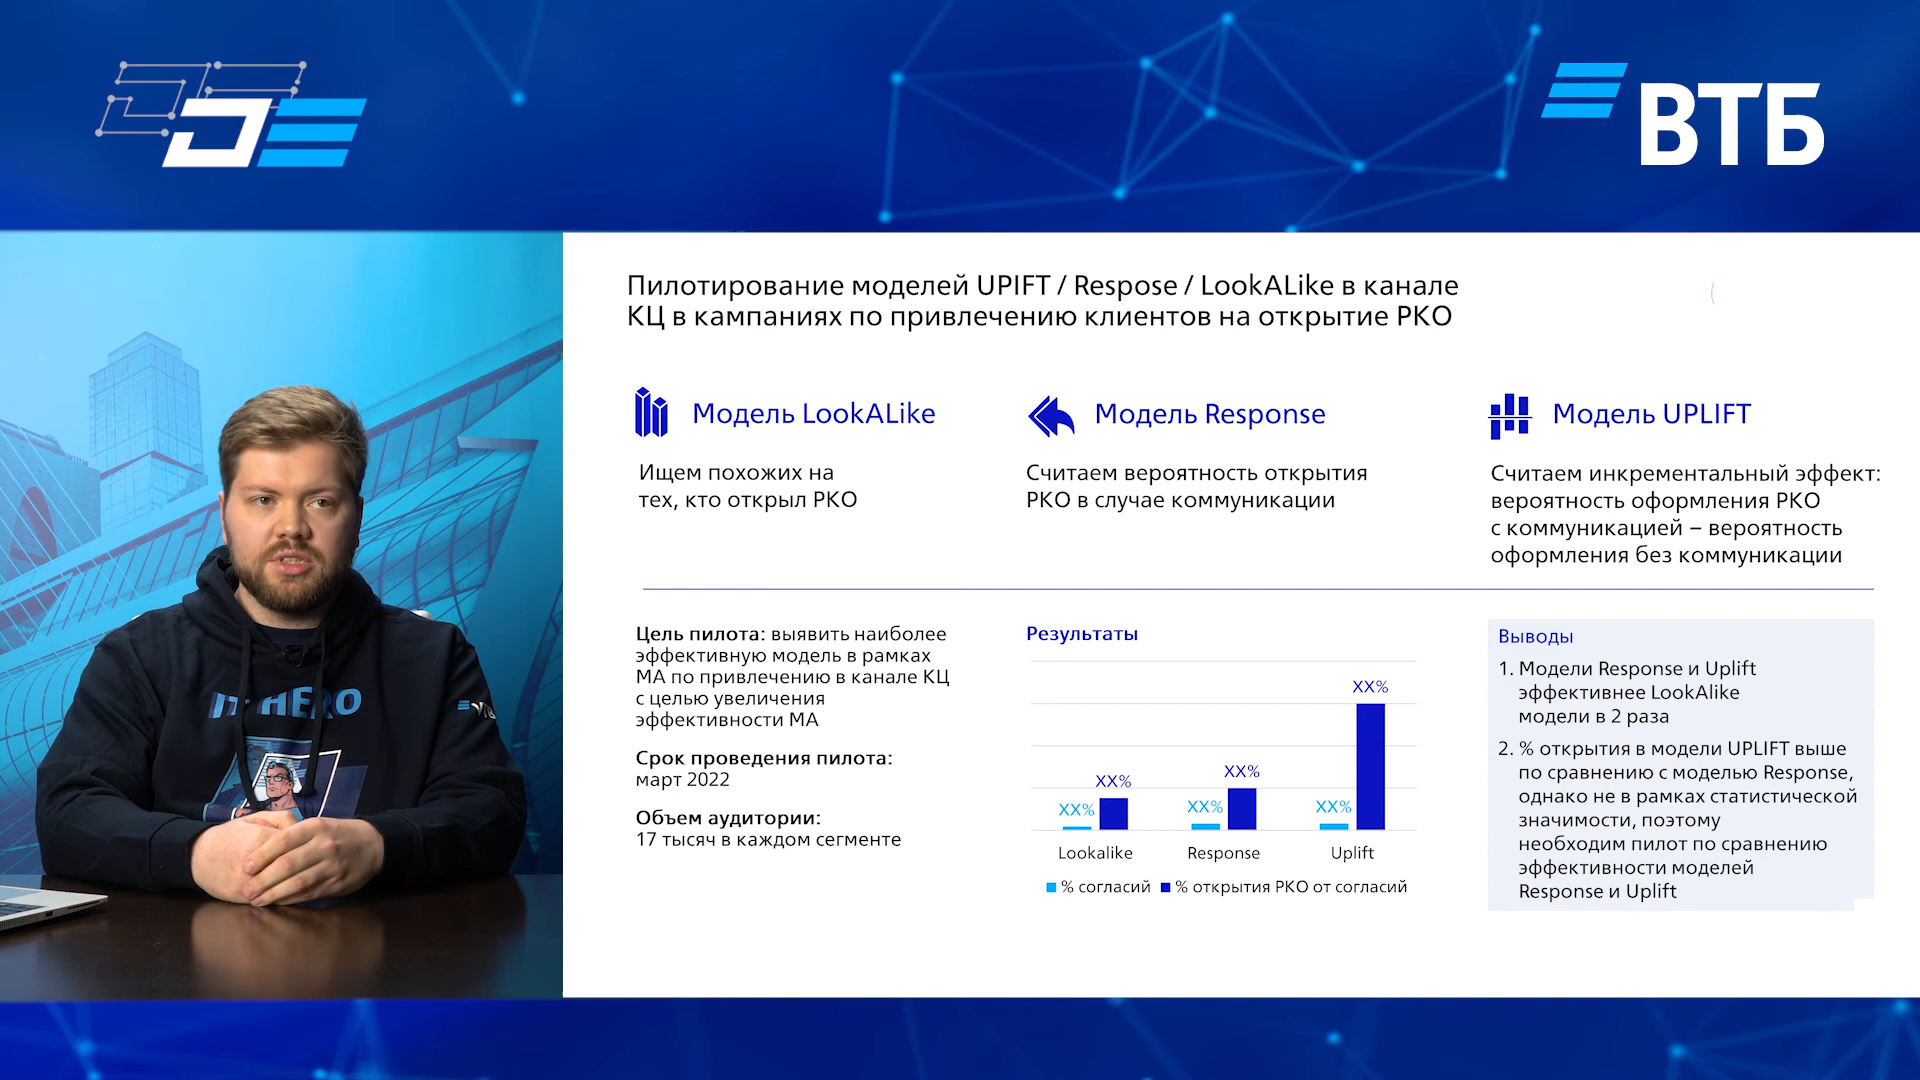 ВТБ
Пилотирование моделей UPIFT / Respose / LookALike в канале
КЦ в кампаниях по привлечению клиентов на открытие РКО
Модель LookALike
Ищем похожих на
тех, кто открыл РКО
Модель Response
Считаем вероятность открытия
РКО в случае коммуникации
Модель UPLIFT
Считаем инкрементальный эффект:
вероятность оформления РКО
с коммуникацией – вероятность
оформления без коммуникации
Цель пилота: выявить наиболее
эффективную модель в рамках
МА по привлечению в канале КЦ
с целью увеличения
эффективности МА
Срок проведения пилота:
март 2022
Объем аудитории:
17 тысяч в каждом сегменте
Результаты
XX%
XX%
XX%
XX%
XX%
XX%
Lookalike
Response
Uplift
% согласий
% открытия РКО от согласий
Выводы
1. Модели Response и Uplift
эффективнее LookAlike
модели в 2 раза
2. % открытия в модели UPLIFT выше
по сравнению с моделью Response,
однако не в рамках статистической
значимости, поэтому
необходим пилот по сравнению
эффективности моделей
Response и Uplift
IT HERO